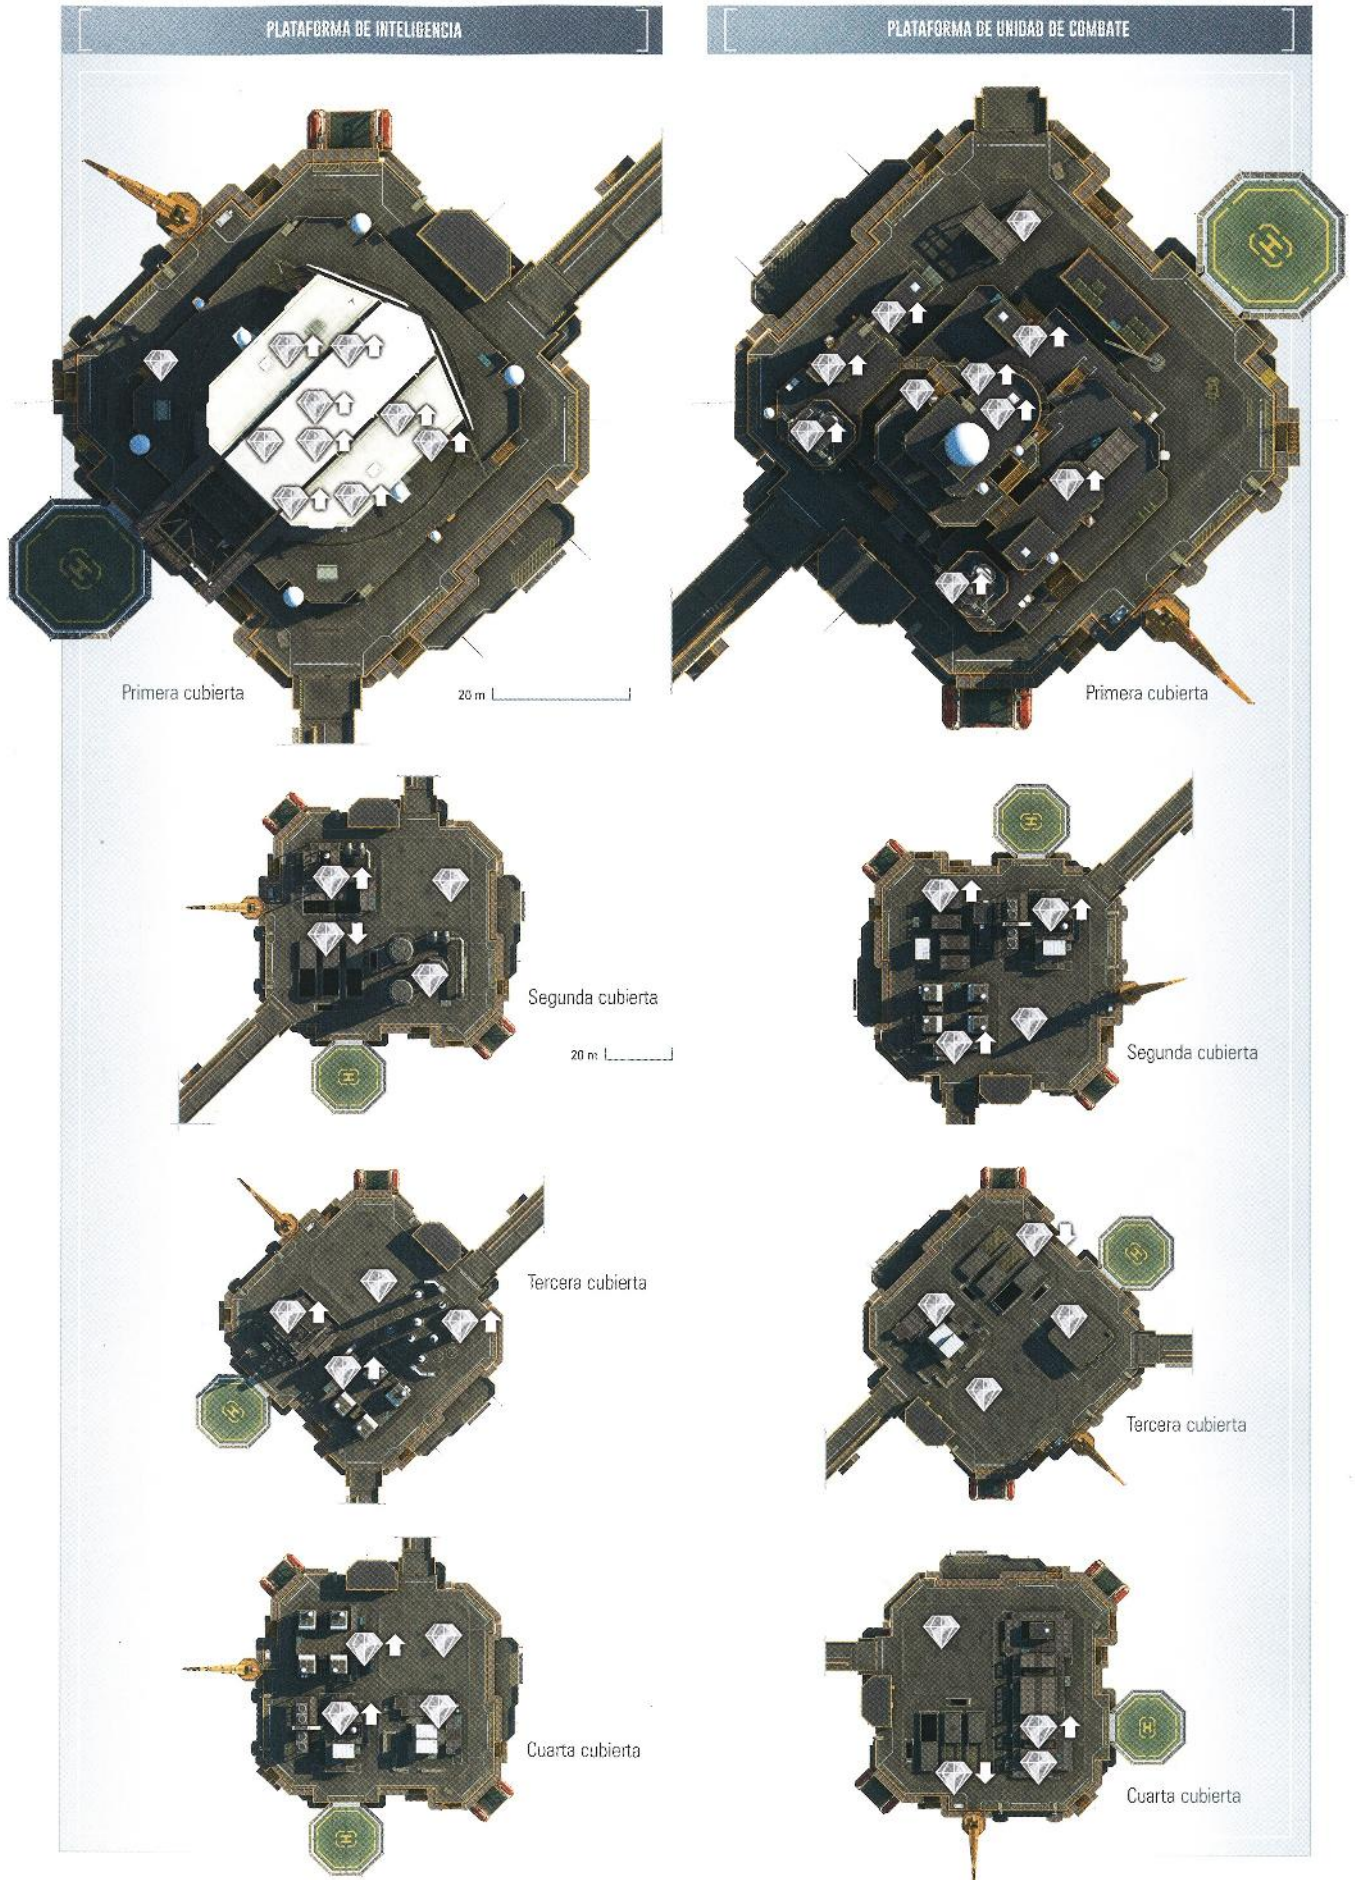 PLATAFORMA DE INTELIGENCIA
PLATAFORMA DE UNIDAD DE COMBATE
Primera cubierta
20 m
Primera cubierta
Segunda cubierta
20 m
Segunda cubierta
Tercera cubierta
Tercera cubierta
Cuarta cubierta
Cuarta cubierta
H
H
H
H
H
H
H
H